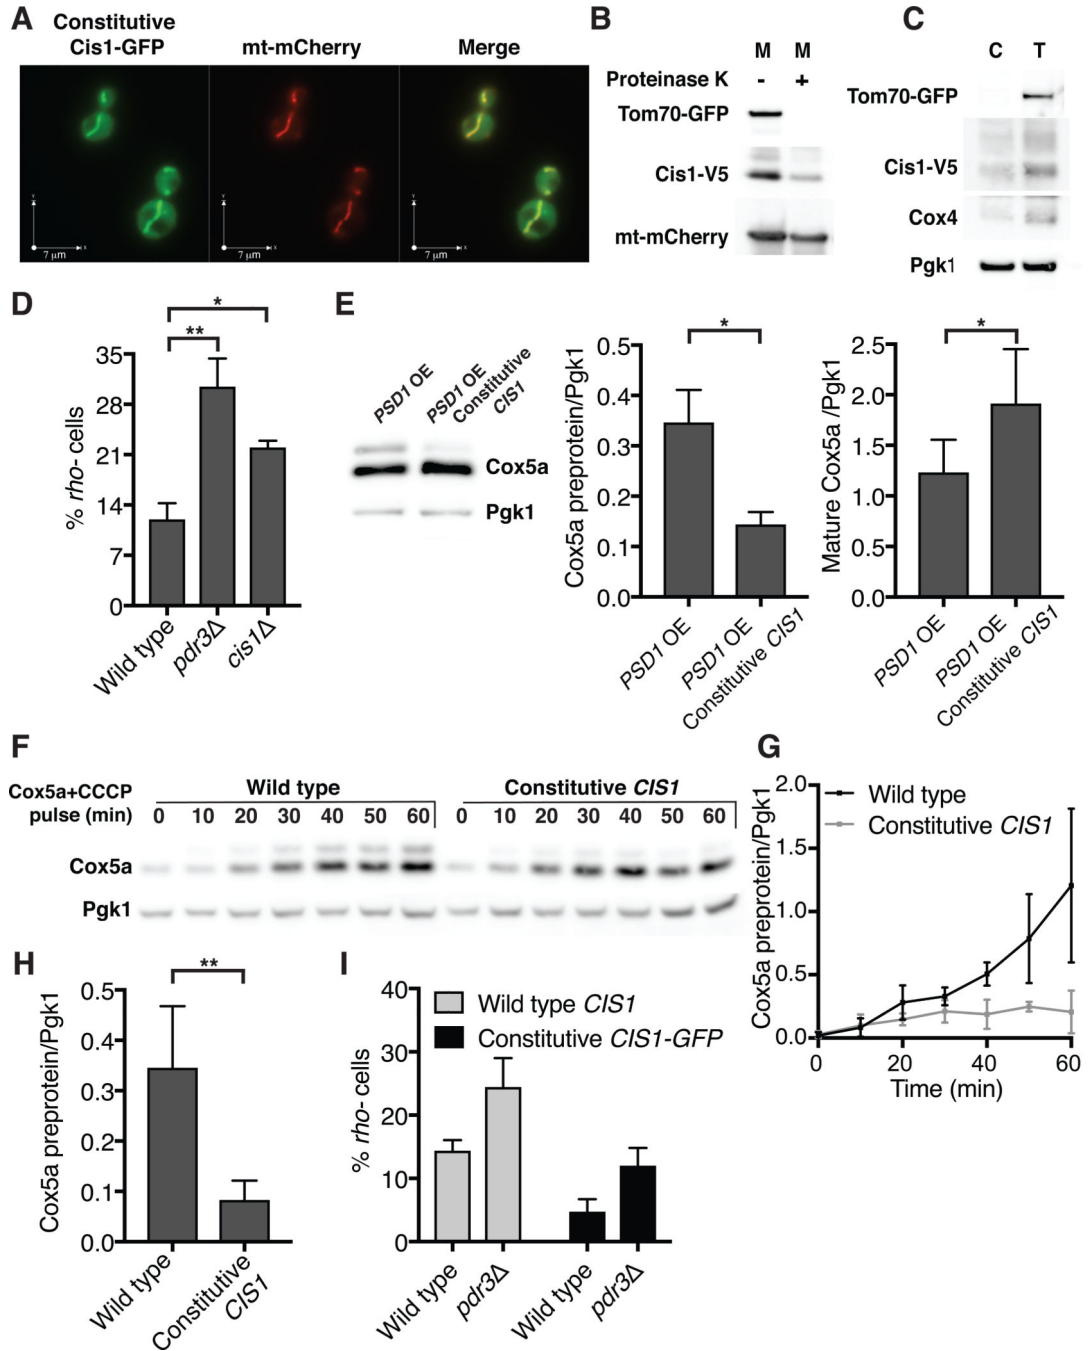 A
Constitutive
Cis1-GFP
mt-mCherry
Merge
Y
X
7 µm
Y
X
7 µm
Y
X
7 µm
B
M M
Proteinase K - +
Tom70-GFP
Cis1-V5
mt-mCherry
C
C T
Tom70-GFP
Cis1-V5
Cox4
Pgk1
D
*
**
% rho- cells
35
28
21
14
7
0
Wild type
pdr3Δ
cis1Δ
E
PSD1 OE
PSD1 OE
Constitutive
CIS1
Cox5a
Pgk1
*
Cox5a preprotein/Pgk1
0.5
0.4
0.3
0.2
0.1
0.0
PSD1 OE
PSD1 OE
Constitutive CIS1
*
Mature Cox5a /Pgk1
2.5
2.0
1.5
1.0
0.5
0.0
PSD1 OE
PSD1 OE
Constitutive CIS1
F
Cox5a+CCCP
pulse (min)
Wild type
Constitutive CIS1
0 10 20 30 40 50 60 0 10 20 30 40 50 60
Cox5a
Pgk1
G
Cox5a preprotein/Pgk1
2.0
1.5
1.0
0.5
0.0
Wild type
Constitutive CIS1
0 20 40 60
Time (min)
H
**
Cox5a preprotein/Pgk1
0.5
0.4
0.3
0.2
0.1
0.0
Wild type
Constitutive
CIS1
I
% rho- cells
40
30
20
10
0
Wild type CIS1
Constitutive CIS1-GFP
Wild type
pdr3Δ
Wild type
pdr3Δ